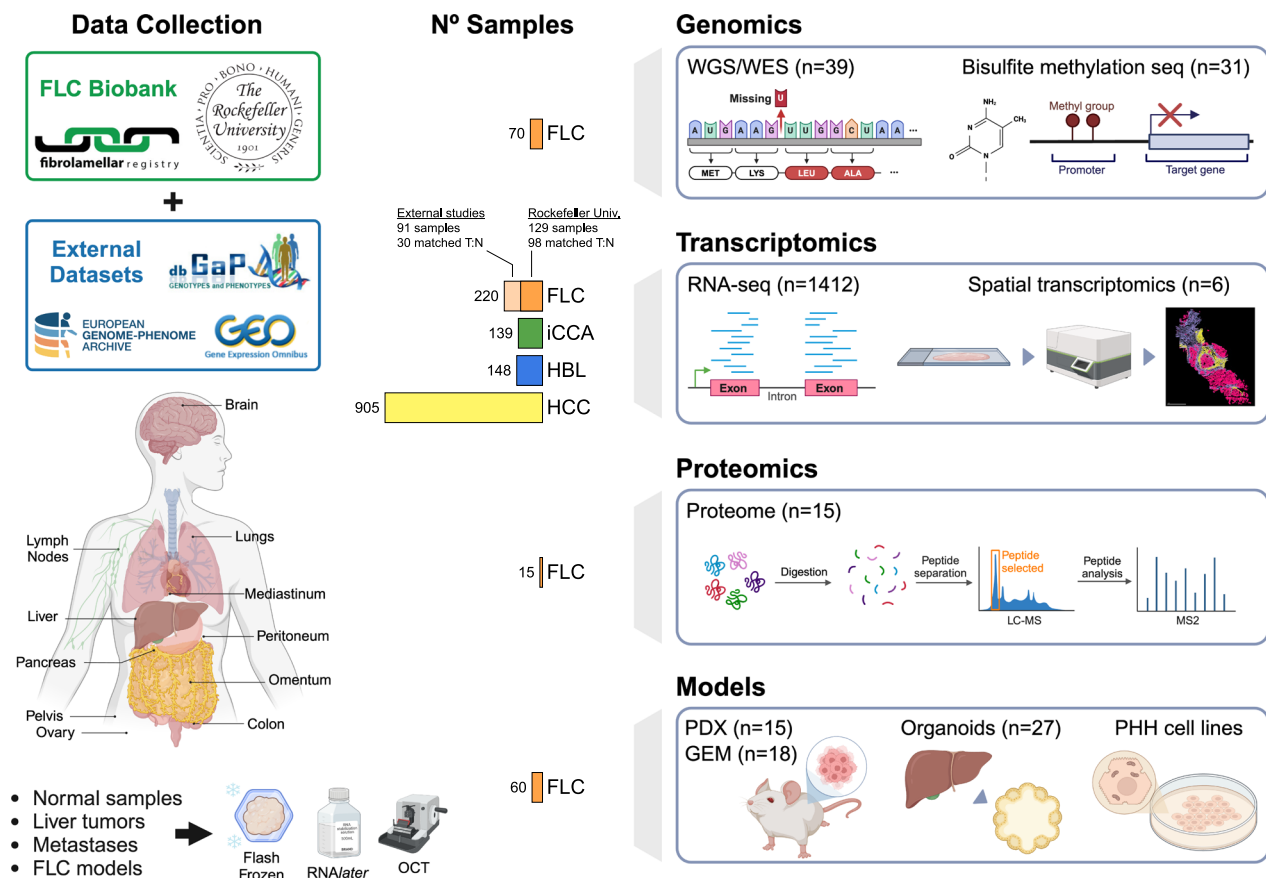 Data Collection
FLC Biobank
fibrolamellar registry
SCIENTIA · PRO · BONO · HUMANI · GENERIS
The
Rockefeller
University
1901
+
External
Datasets
db GaP
GENOTYPES and PHENOTYPES
EUROPEAN
GENOME-PHENOME
ARCHIVE
GEO
Gene Expression Omnibus
Brain
Lungs
Lymph
Nodes
Mediastinum
Liver
Peritoneum
Pancreas
Omentum
Pelvis
Ovary
Colon
• Normal samples
• Liver tumors
• Metastases
• FLC models
Flash
Frozen
RNAlater
OCT
Nº Samples
70 FLC
External studies
91 samples
30 matched T:N
Rockefeller Univ.
129 samples
98 matched T:N
220 FLC
139 iCCA
148 HBL
905 HCC
15 FLC
60 FLC
Genomics
WGS/WES (n=39)
Missing U
A U G A A G U U G G C U A A ...
MET LYS LEU ALA ...
Bisulfite methylation seq (n=31)
NH₂
CH₃
N
O
N
Methyl group
Promoter
Target gene
Transcriptomics
RNA-seq (n=1412)
Exon
Intron
Exon
Spatial transcriptomics (n=6)
Proteomics
Proteome (n=15)
Digestion
Peptide
separation
Peptide
selected
LC-MS
Peptide
analysis
MS2
Models
PDX (n=15)
GEM (n=18)
Organoids (n=27)
PHH cell lines